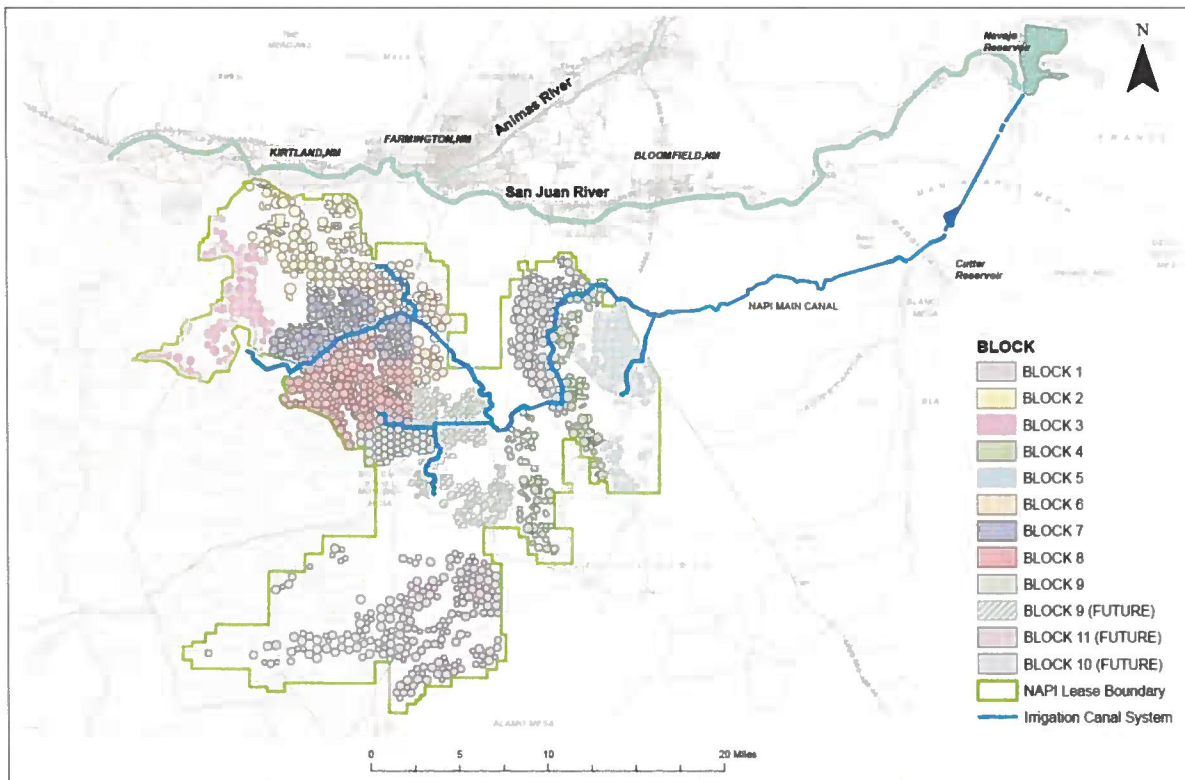 N
Navajo
Reservoir
Animas River
FARMINGTON,NM
KIRTLAND,NM
BLOOMFIELD,NM
San Juan River
Cutter
Reservoir
NAPI MAIN CANAL
BLOCK
BLOCK 1
BLOCK 2
BLOCK 3
BLOCK 4
BLOCK 5
BLOCK 6
BLOCK 7
BLOCK 8
BLOCK 9
BLOCK 9 (FUTURE)
BLOCK 11 (FUTURE)
BLOCK 10 (FUTURE)
NAPI Lease Boundary
Irrigation Canal System
ALAMO MESA
0 5 10 20 Miles